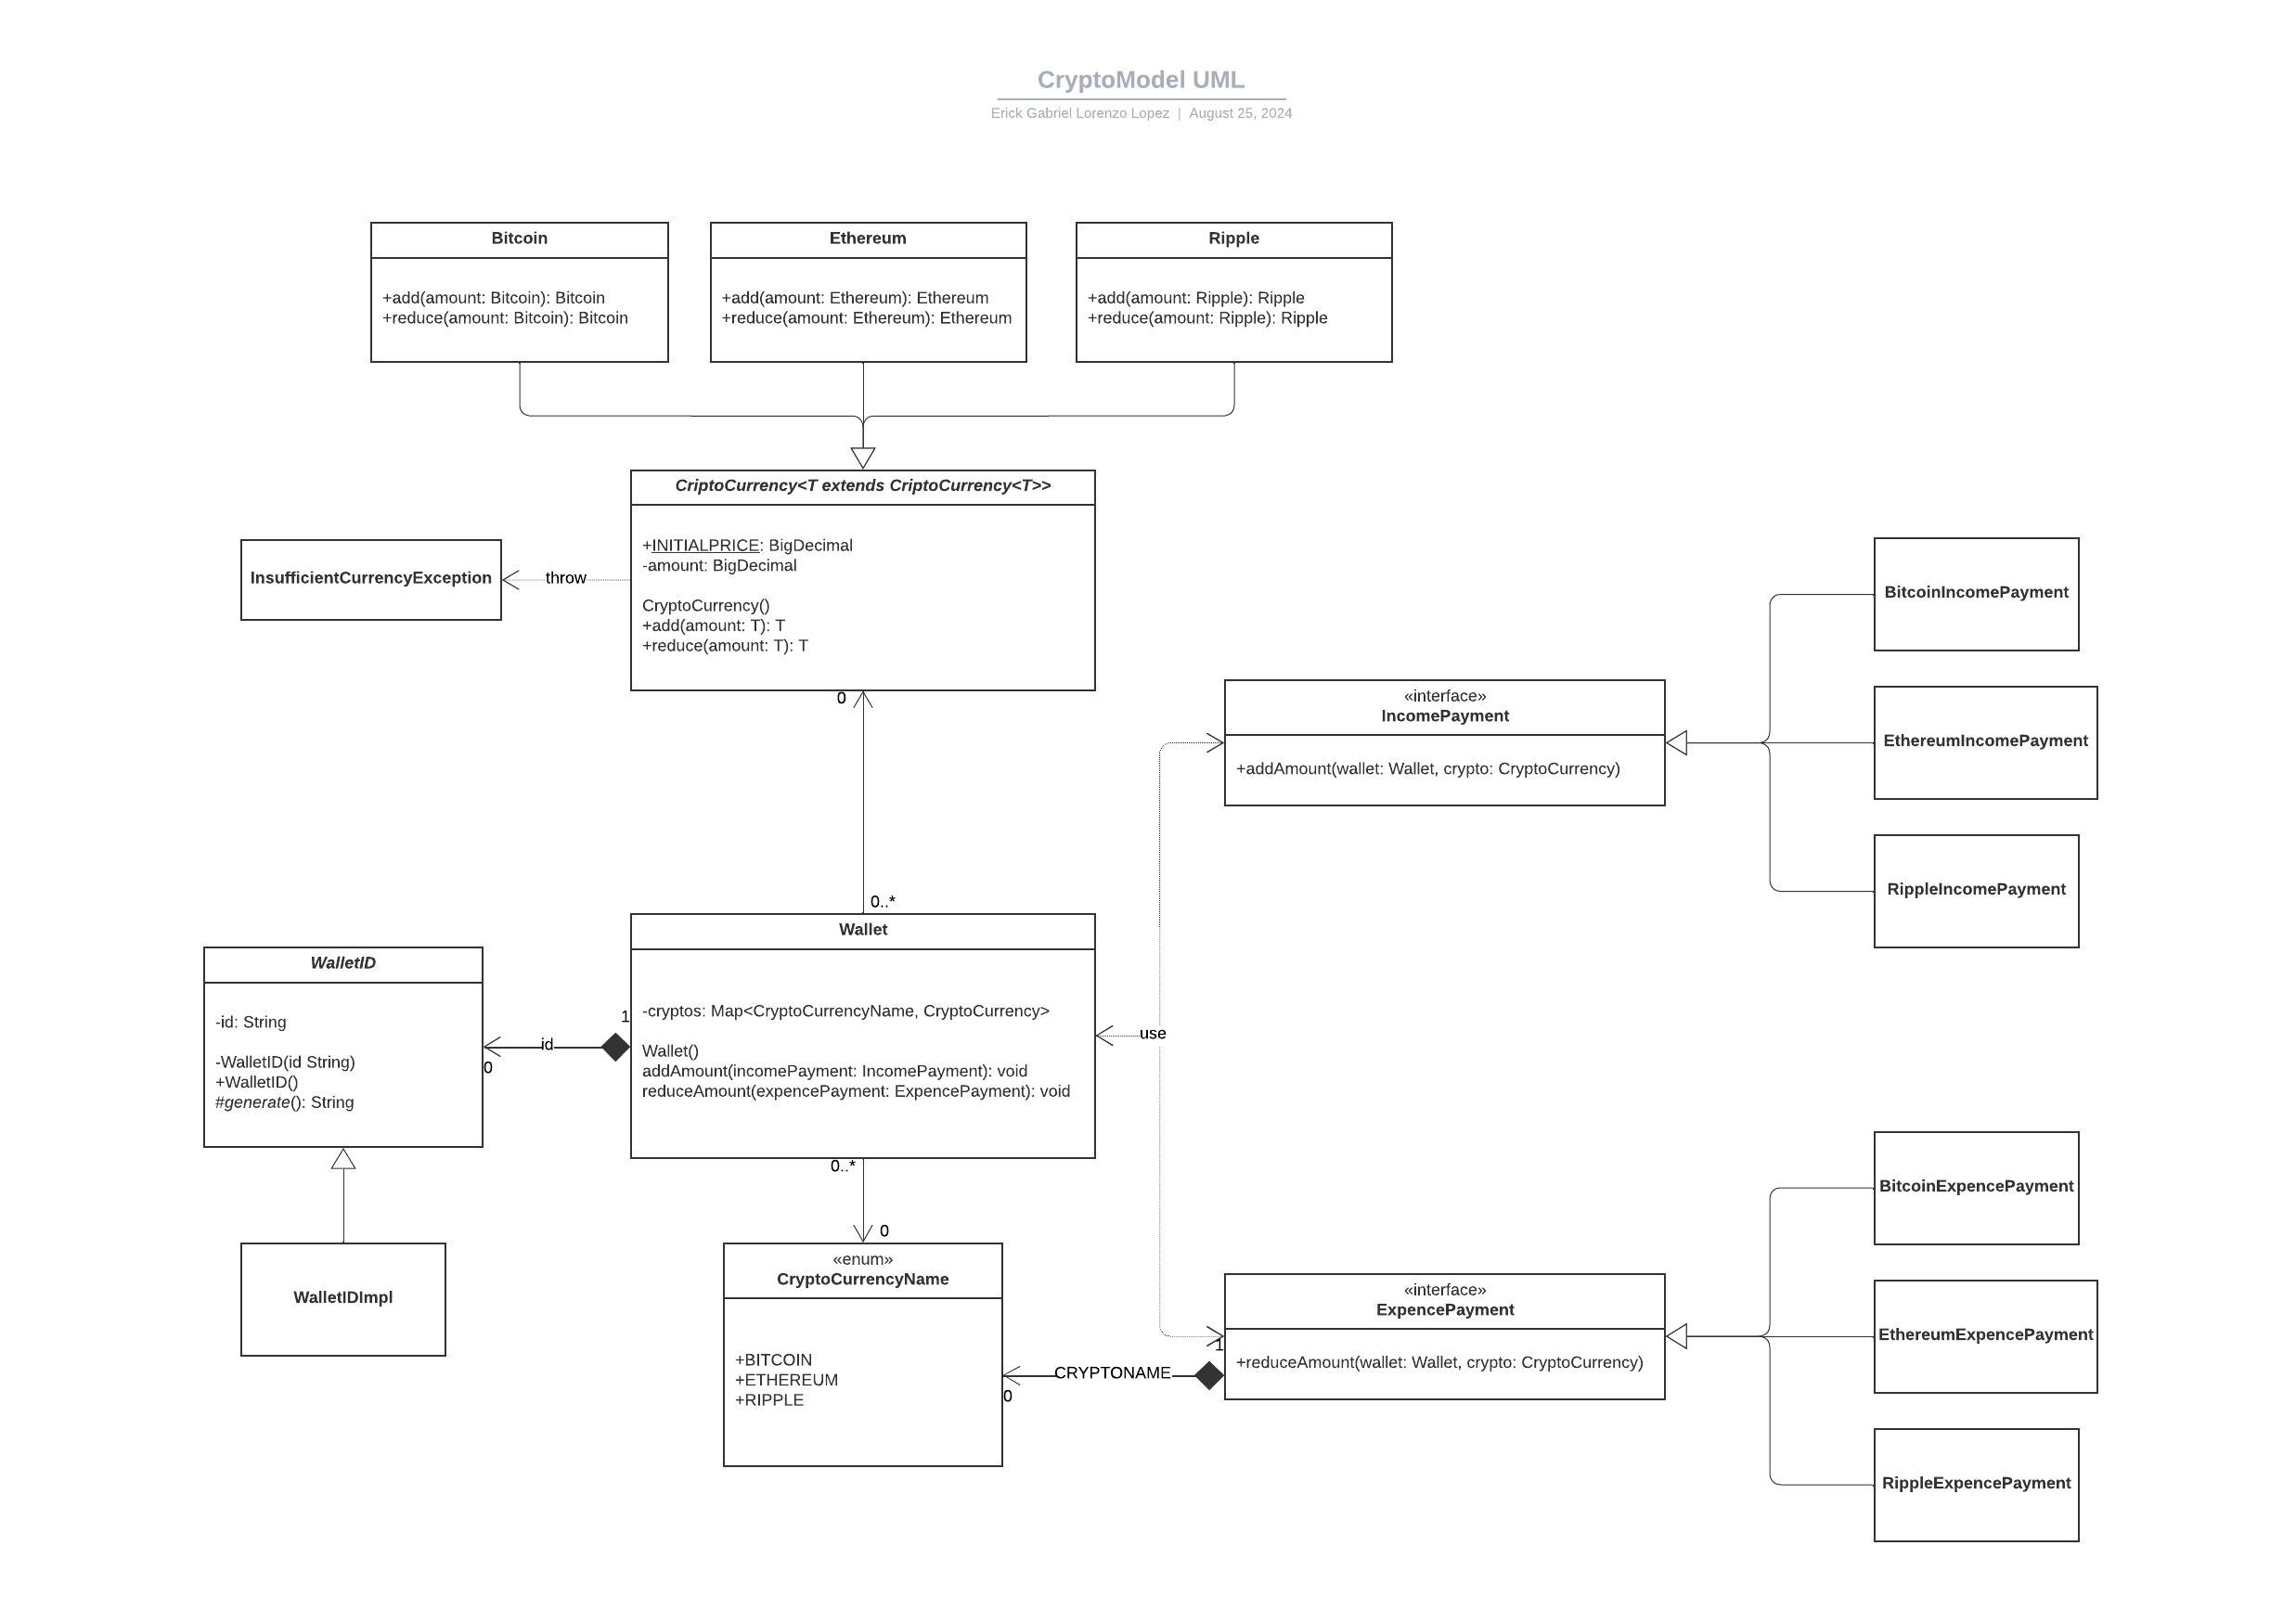 CryptoModel UML
Erick Gabriel Lorenzo Lopez | August 25, 2024
Bitcoin
+add(amount: Bitcoin): Bitcoin
+reduce(amount: Bitcoin): Bitcoin
Ethereum
+add(amount: Ethereum): Ethereum
+reduce(amount: Ethereum): Ethereum
Ripple
+add(amount: Ripple): Ripple
+reduce(amount: Ripple): Ripple
CriptoCurrency<T extends CriptoCurrency<T>>
+INITIALPRICE: BigDecimal
-amount: BigDecimal
CryptoCurrency()
+add(amount: T): T
+reduce(amount: T): T
InsufficientCurrencyException
throw
0
0..*
«interface»
IncomePayment
+addAmount(wallet: Wallet, crypto: CryptoCurrency)
BitcoinIncomePayment
EthereumIncomePayment
RippleIncomePayment
Wallet
-cryptos: Map<CryptoCurrencyName, CryptoCurrency>
Wallet()
addAmount(incomePayment: IncomePayment): void
reduceAmount(expencePayment: ExpencePayment): void
use
WalletID
-id: String
-WalletID(id String)
+WalletID()
#generate(): String
1
id
0
WalletIDImpl
0..*
0
«enum»
CryptoCurrencyName
+BITCOIN
+ETHEREUM
+RIPPLE
1
CRYPTONAME
0
«interface»
ExpencePayment
+reduceAmount(wallet: Wallet, crypto: CryptoCurrency)
BitcoinExpencePayment
EthereumExpencePayment
RippleExpencePayment